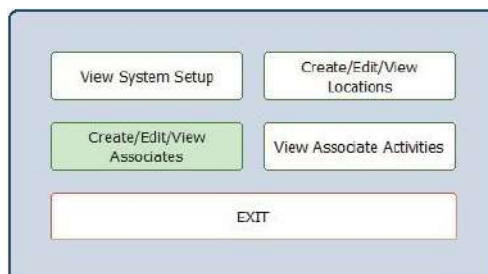 View System Setup
Create/Edit/View
Locations
Create/Edit/View
Associates
View Associate Activities
EXIT